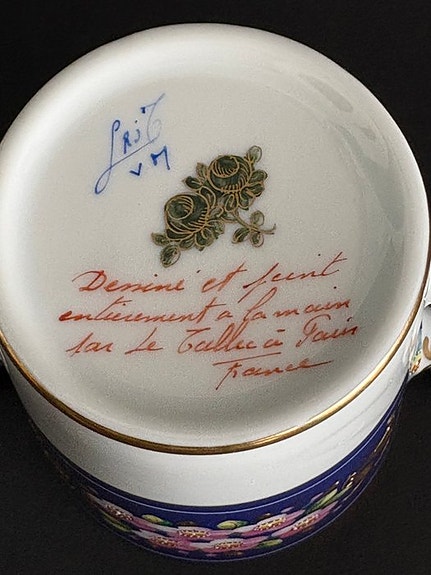 V M
Dessiné et peint
entièrement a la main
par Le Tallec à Paris
France